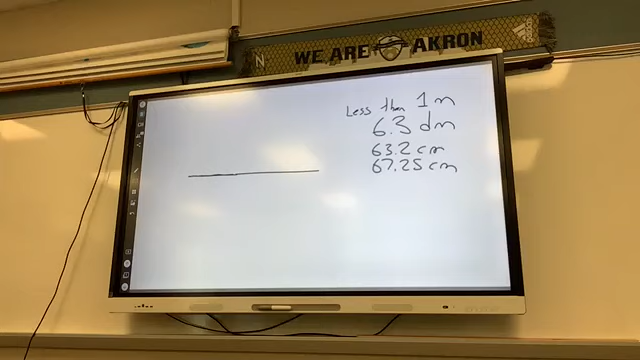 WE ARE AKRON
Less than 1 m
6.3 dm
63.2 cm
67.25 cm